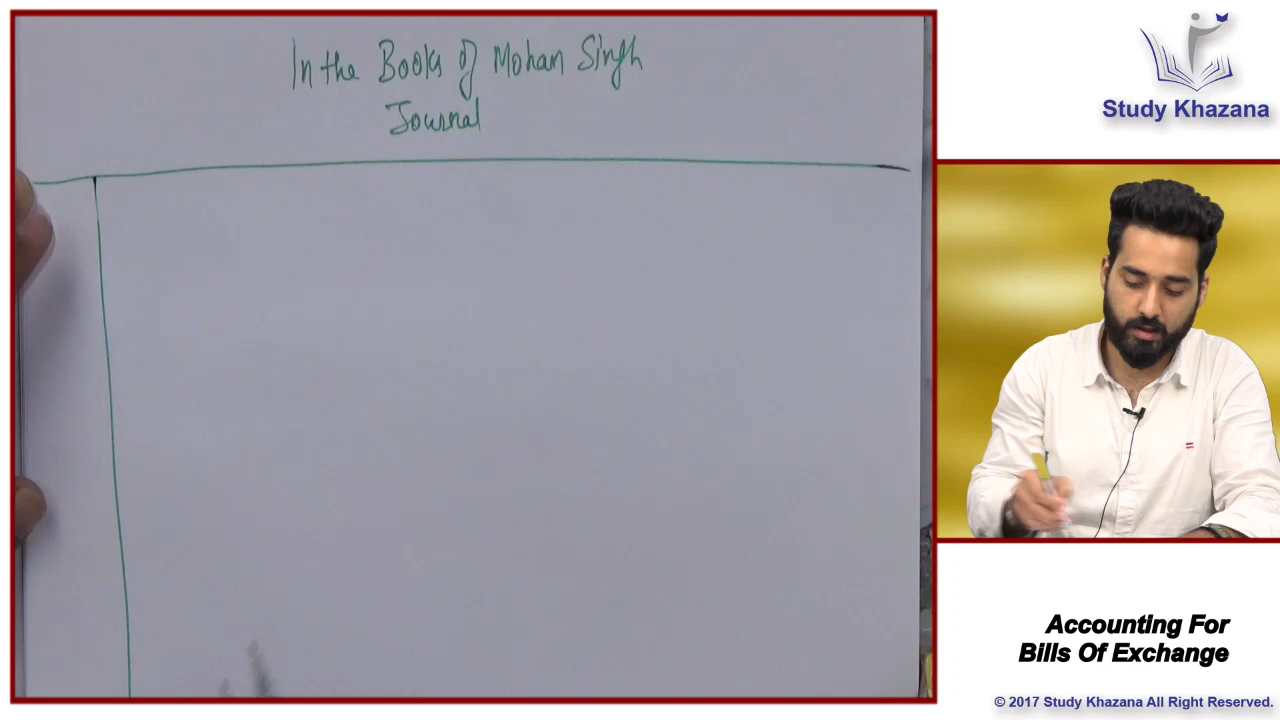 In the Books of Mohan Singh
Journal
Study Khazana
Accounting For
Bills Of Exchange
© 2017 Study Khazana All Right Reserved.